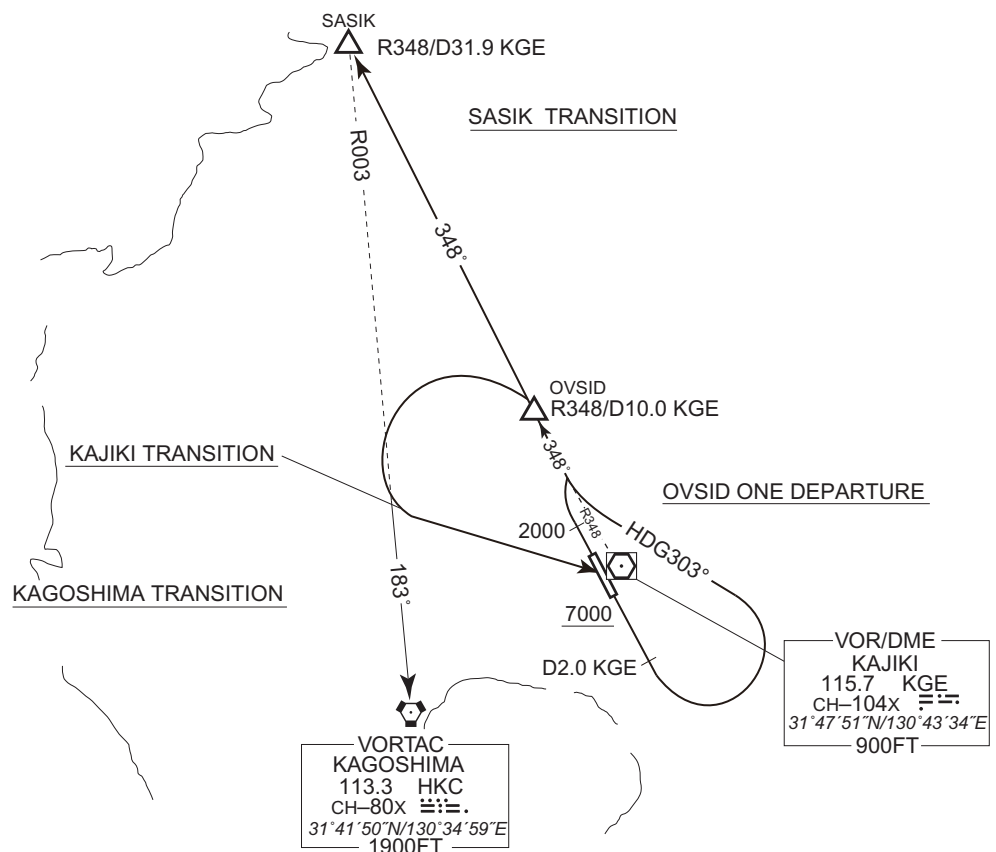 SASIK
R348/D31.9 KGE
SASIK TRANSITION
R003
348°
OVSID
R348/D10.0 KGE
348°
KAJIKI TRANSITION
OVSID ONE DEPARTURE
R348
2000
HDG303°
KAGOSHIMA TRANSITION
183°
7000
D2.0 KGE
VOR/DME
KAJIKI
115.7 KGE
CH–104X
31°47´51˝N/130°43´34˝E
900FT
VORTAC
KAGOSHIMA
113.3 HKC
CH–80X
31°41´50˝N/130°34´59˝E
1900FT